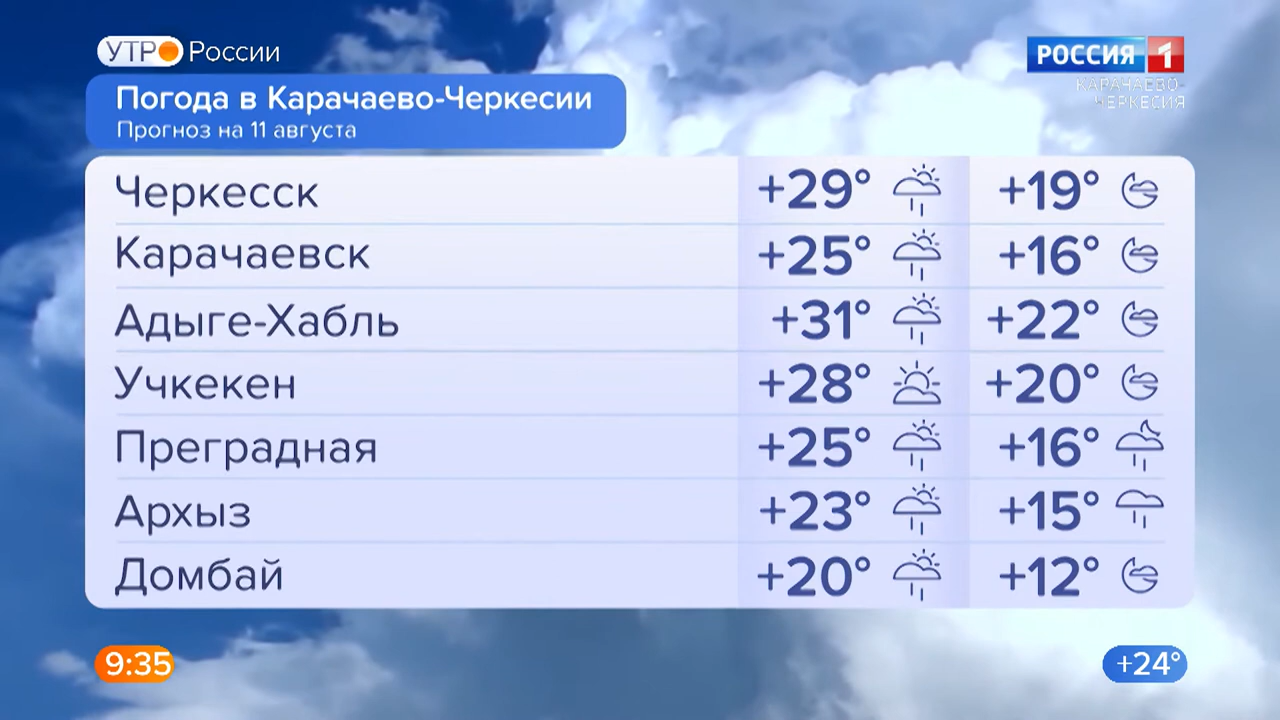 УТРО России
РОССИЯ 1
КАРАЧАЕВО-
ЧЕРКЕСИЯ
Погода в Карачаево-Черкесии
Прогноз на 11 августа
Черкесск +29° +19°
Карачаевск +25° +16°
Адыге-Хабль +31° +22°
Учкекен +28° +20°
Преградная +25° +16°
Архыз +23° +15°
Домбай +20° +12°
9:35
+24°